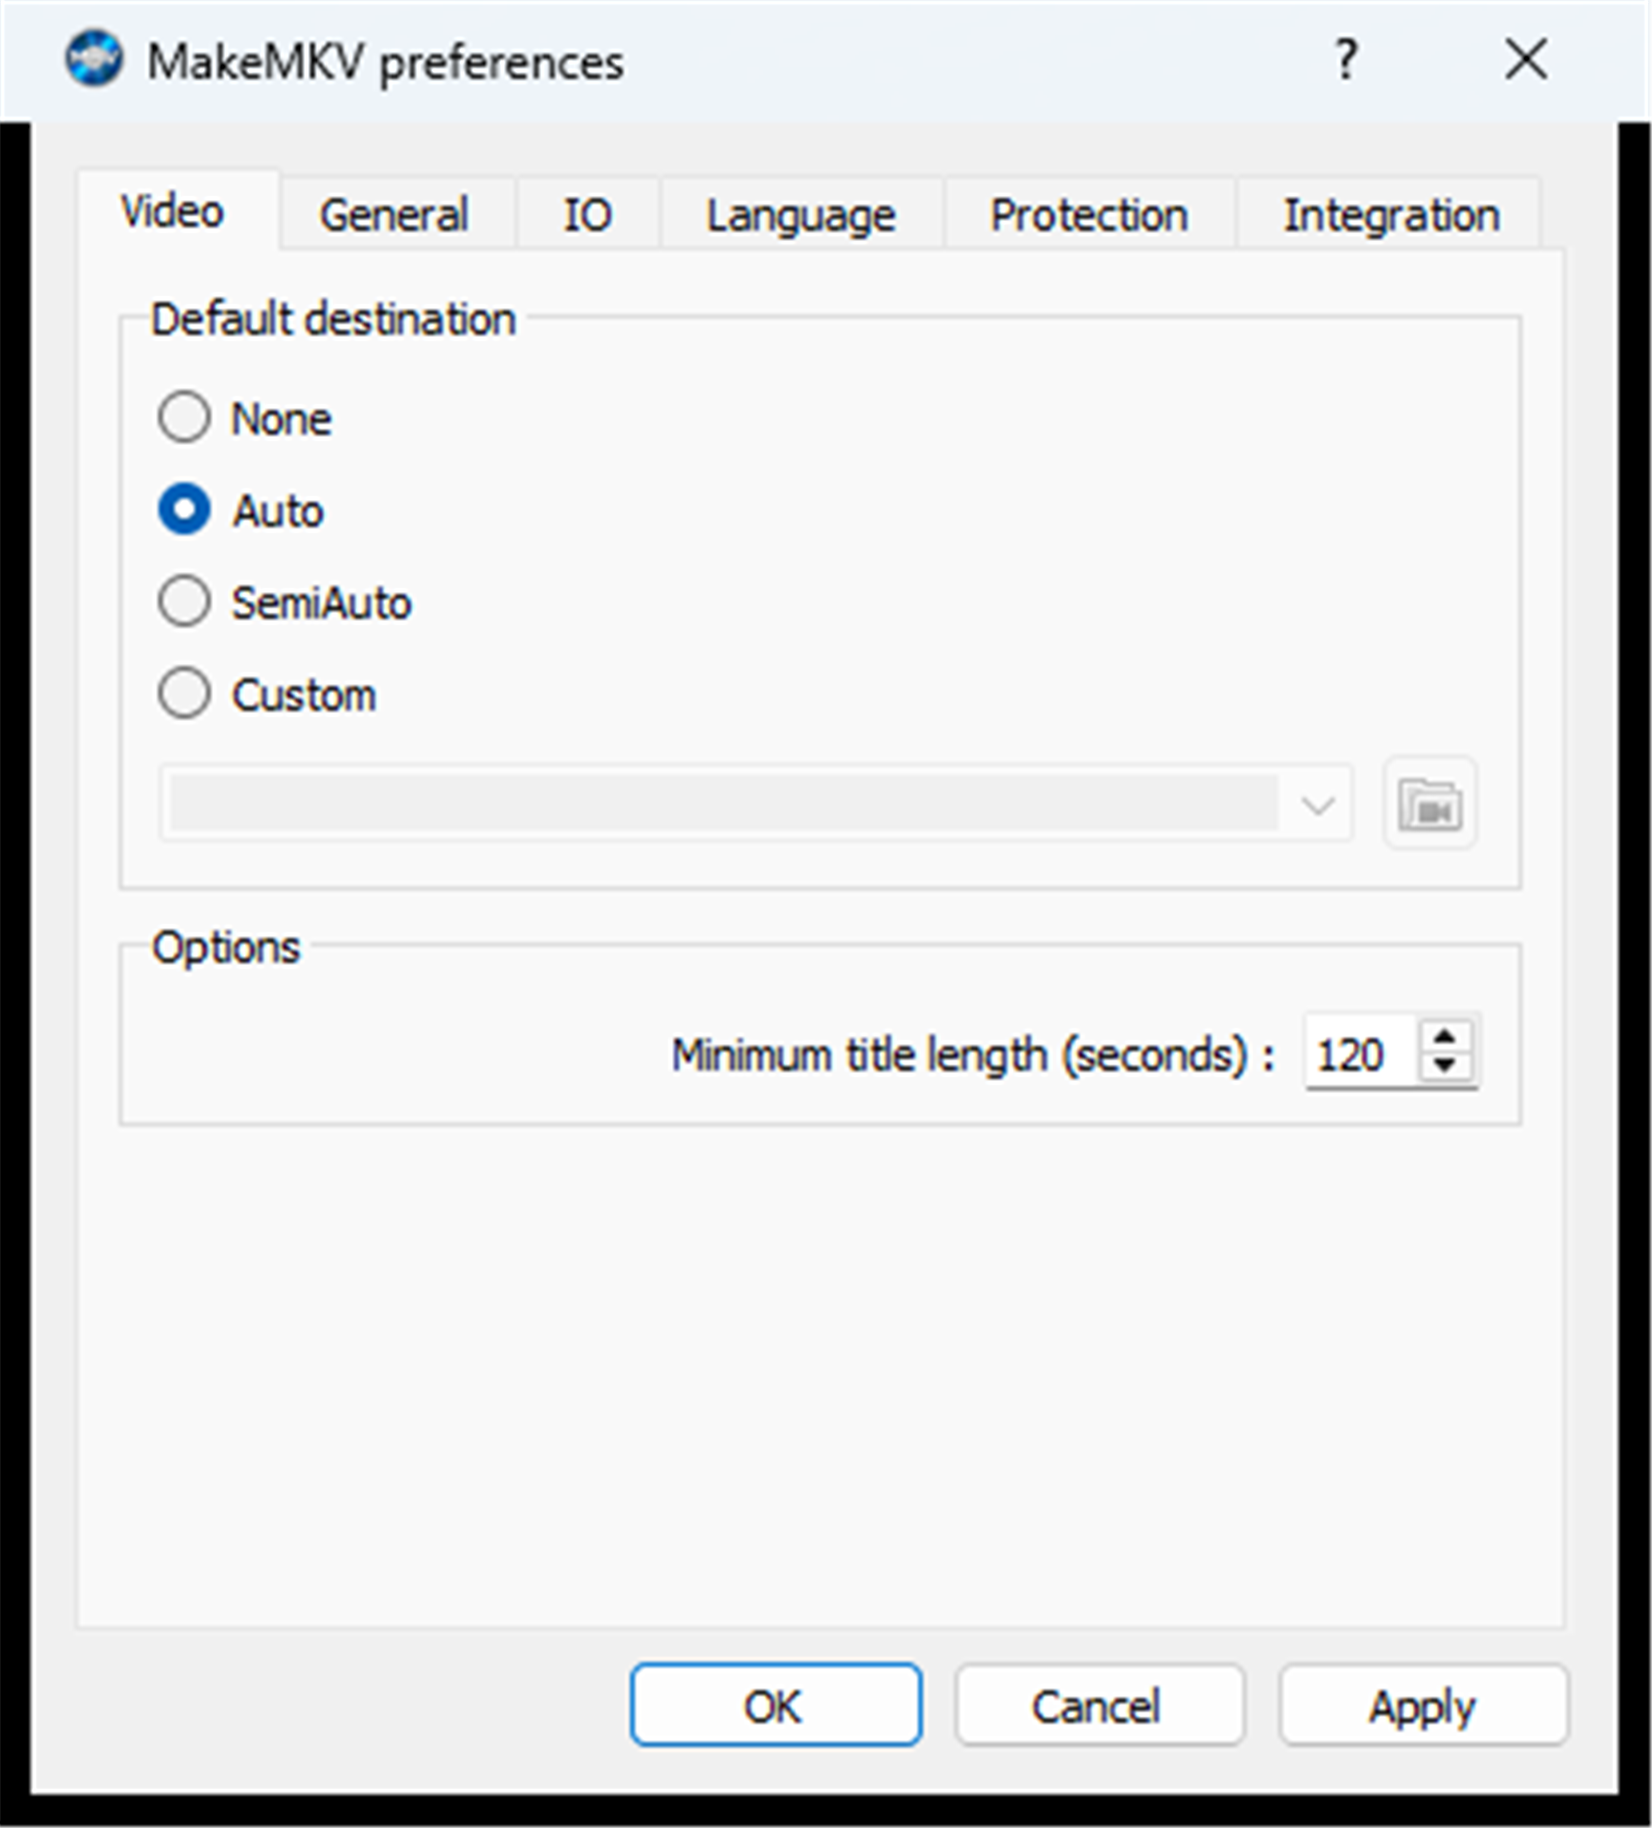 MakeMKV preferences ?
Video General IO Language Protection Integration
Default destination
None
Auto
SemiAuto
Custom
Options
Minimum title length (seconds) : 120
OK Cancel Apply